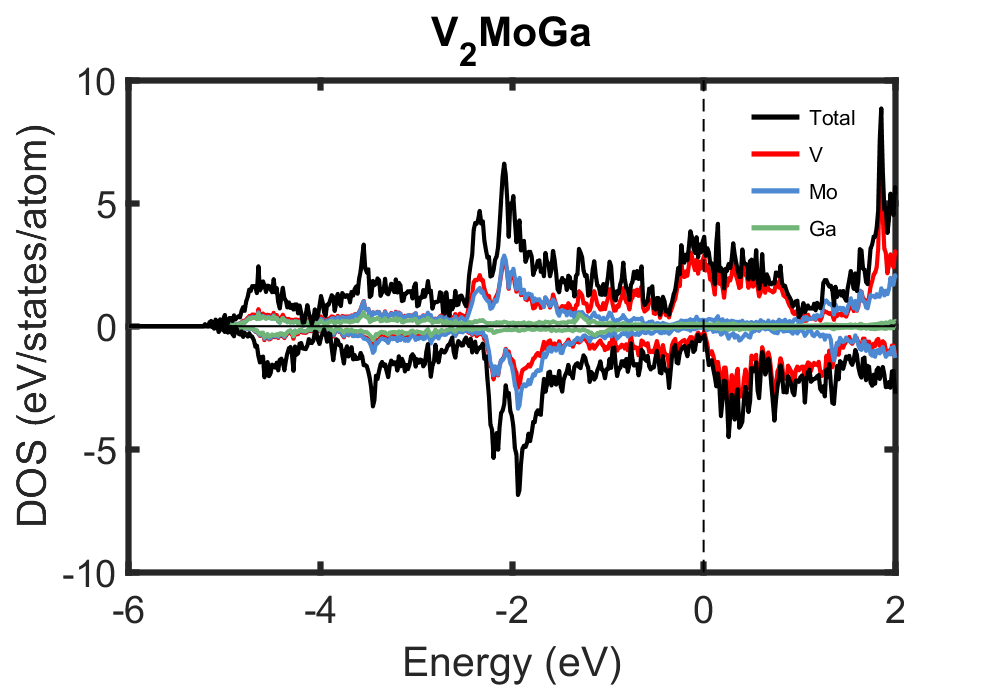 V₂MoGa
10
5
0
-5
-10
DOS (eV/states/atom)
Total
V
Mo
Ga
-6 -4 -2 0 2
Energy (eV)